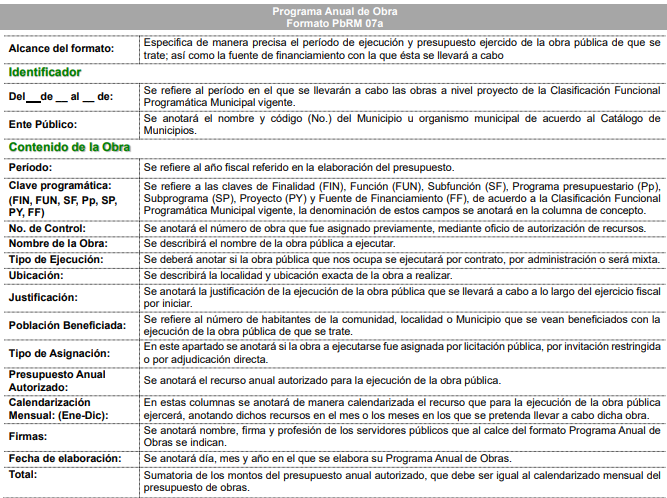 Programa Anual de Obra
Formato PbRM 07a
Alcance del formato:
Especifica de manera precisa el período de ejecución y presupuesto ejercido de la obra pública de que se
trate; así como la fuente de financiamiento con la que ésta se llevará a cabo
Identificador
Del__de __ al __ de:
Se refiere al período en el que se llevarán a cabo las obras a nivel proyecto de la Clasificación Funcional
Programática Municipal vigente.
Ente Público:
Se anotará el nombre y código (No.) del Municipio u organismo municipal de acuerdo al Catálogo de
Municipios.
Contenido de la Obra
Período:
Se refiere al año fiscal referido en la elaboración del presupuesto.
Clave programática:
(FIN, FUN, SF, Pp, SP,
PY, FF)
Se refiere a las claves de Finalidad (FIN), Función (FUN), Subfunción (SF), Programa presupuestario (Pp),
Subprograma (SP), Proyecto (PY) y Fuente de Financiamiento (FF), de acuerdo a la Clasificación Funcional
Programática Municipal vigente, la denominación de estos campos se anotará en la columna de concepto.
No. de Control:
Se anotará el número de obra que fue asignado previamente, mediante oficio de autorización de recursos.
Nombre de la Obra:
Se describirá el nombre de la obra pública a ejecutar.
Tipo de Ejecución:
Se deberá anotar si la obra pública que nos ocupa se ejecutará por contrato, por administración o será mixta.
Ubicación:
Se describirá la localidad y ubicación exacta de la obra a realizar.
Justificación:
Se anotará la justificación de la ejecución de la obra pública que se llevará a cabo a lo largo del ejercicio fiscal
por iniciar.
Población Beneficiada:
Se refiere al número de habitantes de la comunidad, localidad o Municipio que se vean beneficiados con la
ejecución de la obra pública de que se trate.
Tipo de Asignación:
En este apartado se anotará si la obra a ejecutarse fue asignada por licitación pública, por invitación restringida
o por adjudicación directa.
Presupuesto Anual
Autorizado:
Se anotará el recurso anual autorizado para la ejecución de la obra pública.
Calendarización
Mensual: (Ene-Dic):
En estas columnas se anotará de manera calendarizada el recurso que para la ejecución de la obra pública
ejercerá, anotando dichos recursos en el mes o los meses en los que se pretenda llevar a cabo dicha obra.
Firmas:
Se anotará nombre, firma y profesión de los servidores públicos que al calce del formato Programa Anual de
Obras se indican.
Fecha de elaboración:
Se anotará día, mes y año en el que se elabora su Programa Anual de Obras.
Total:
Sumatoria de los montos del presupuesto anual autorizado, que debe ser igual al calendarizado mensual del
presupuesto de obras.